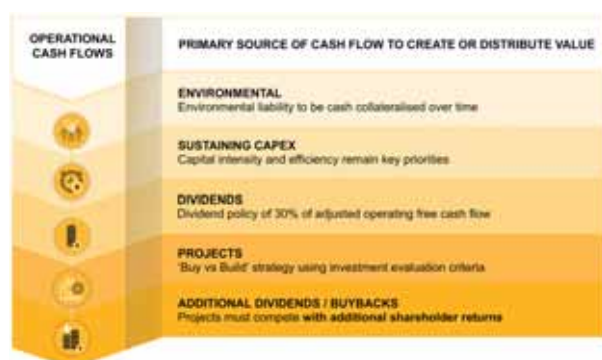 OPERATIONAL
CASH FLOWS
PRIMARY SOURCE OF CASH FLOW TO CREATE OR DISTRIBUTE VALUE
ENVIRONMENTAL
Environmental liability to be cash collateralised over time
SUSTAINING CAPEX
Capital intensity and efficiency remain key priorities
DIVIDENDS
Dividend policy of 30% of adjusted operating free cash flow
PROJECTS
'Buy vs Build' strategy using investment evaluation criteria
ADDITIONAL DIVIDENDS / BUYBACKS
Projects must compete with additional shareholder returns